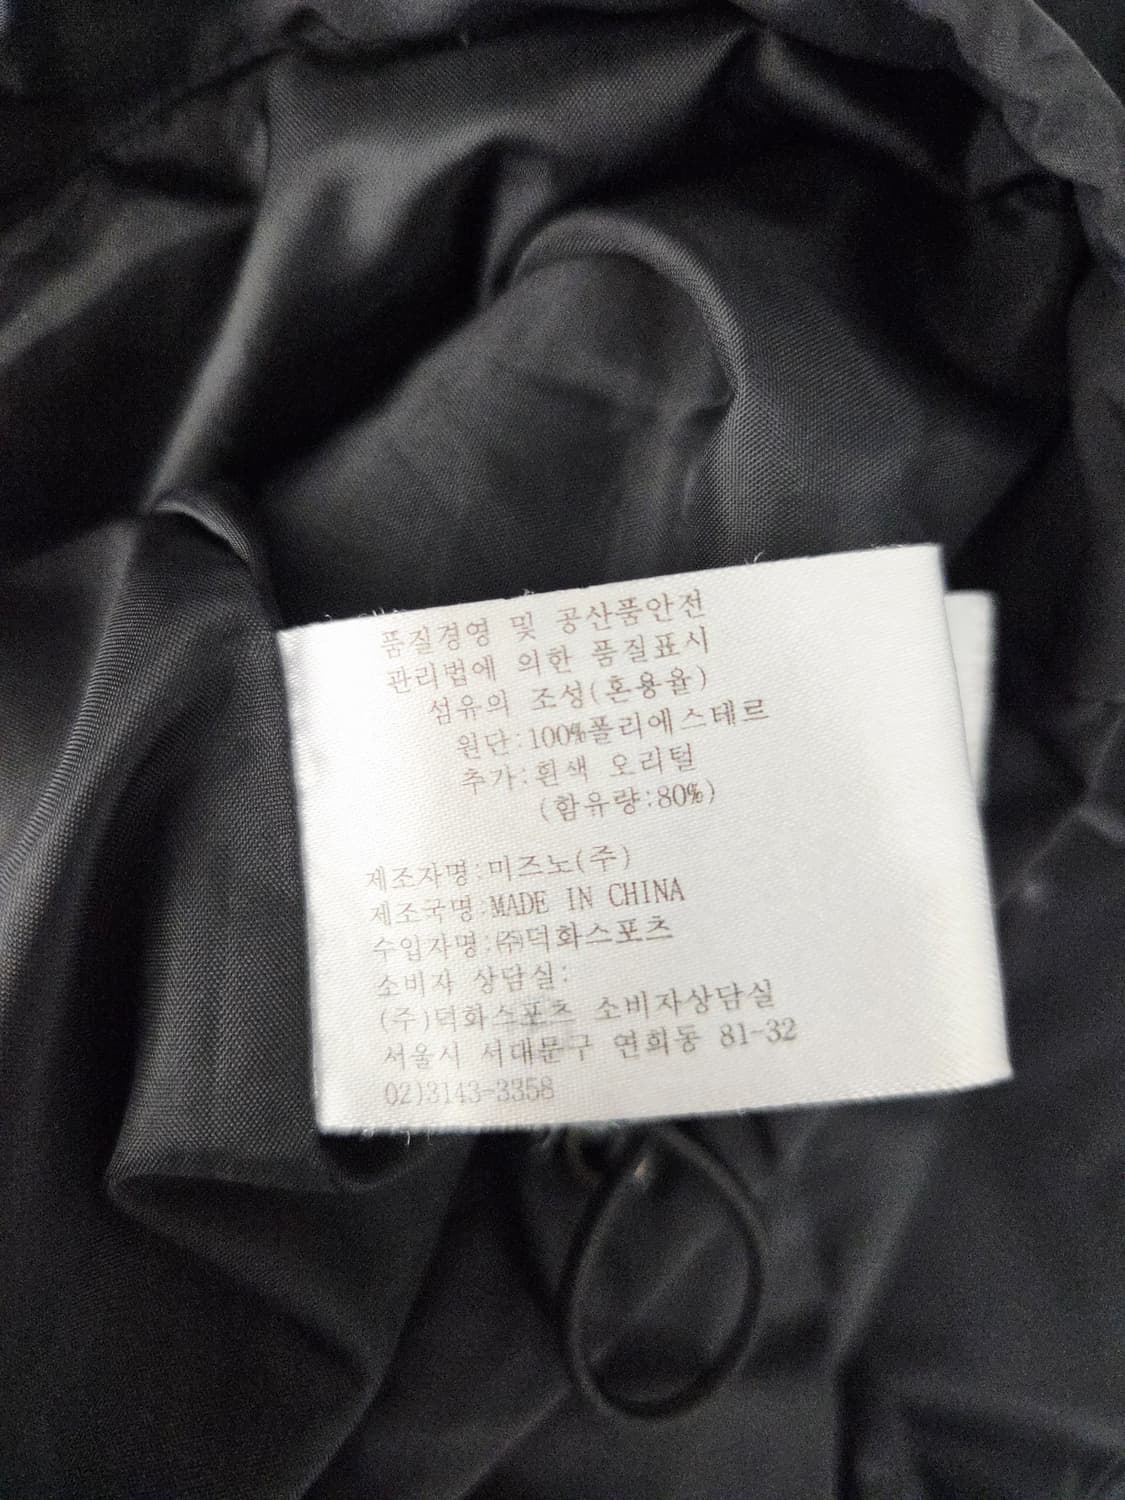 품질경영 및 공산품안전
관리법에 의한 품질표시
섬유의 조성(혼용율)
원단:100%폴리에스테르
추가:흰색 오리털
(함유량:80%)
제조자명:미즈노(주)
제조국명:MADE IN CHINA
수입자명:㈜덕화스포츠
소비자 상담실:
(주)덕화스포츠 소비자상담실
서울시 서대문구 연희동 81-32
02)3143-3358